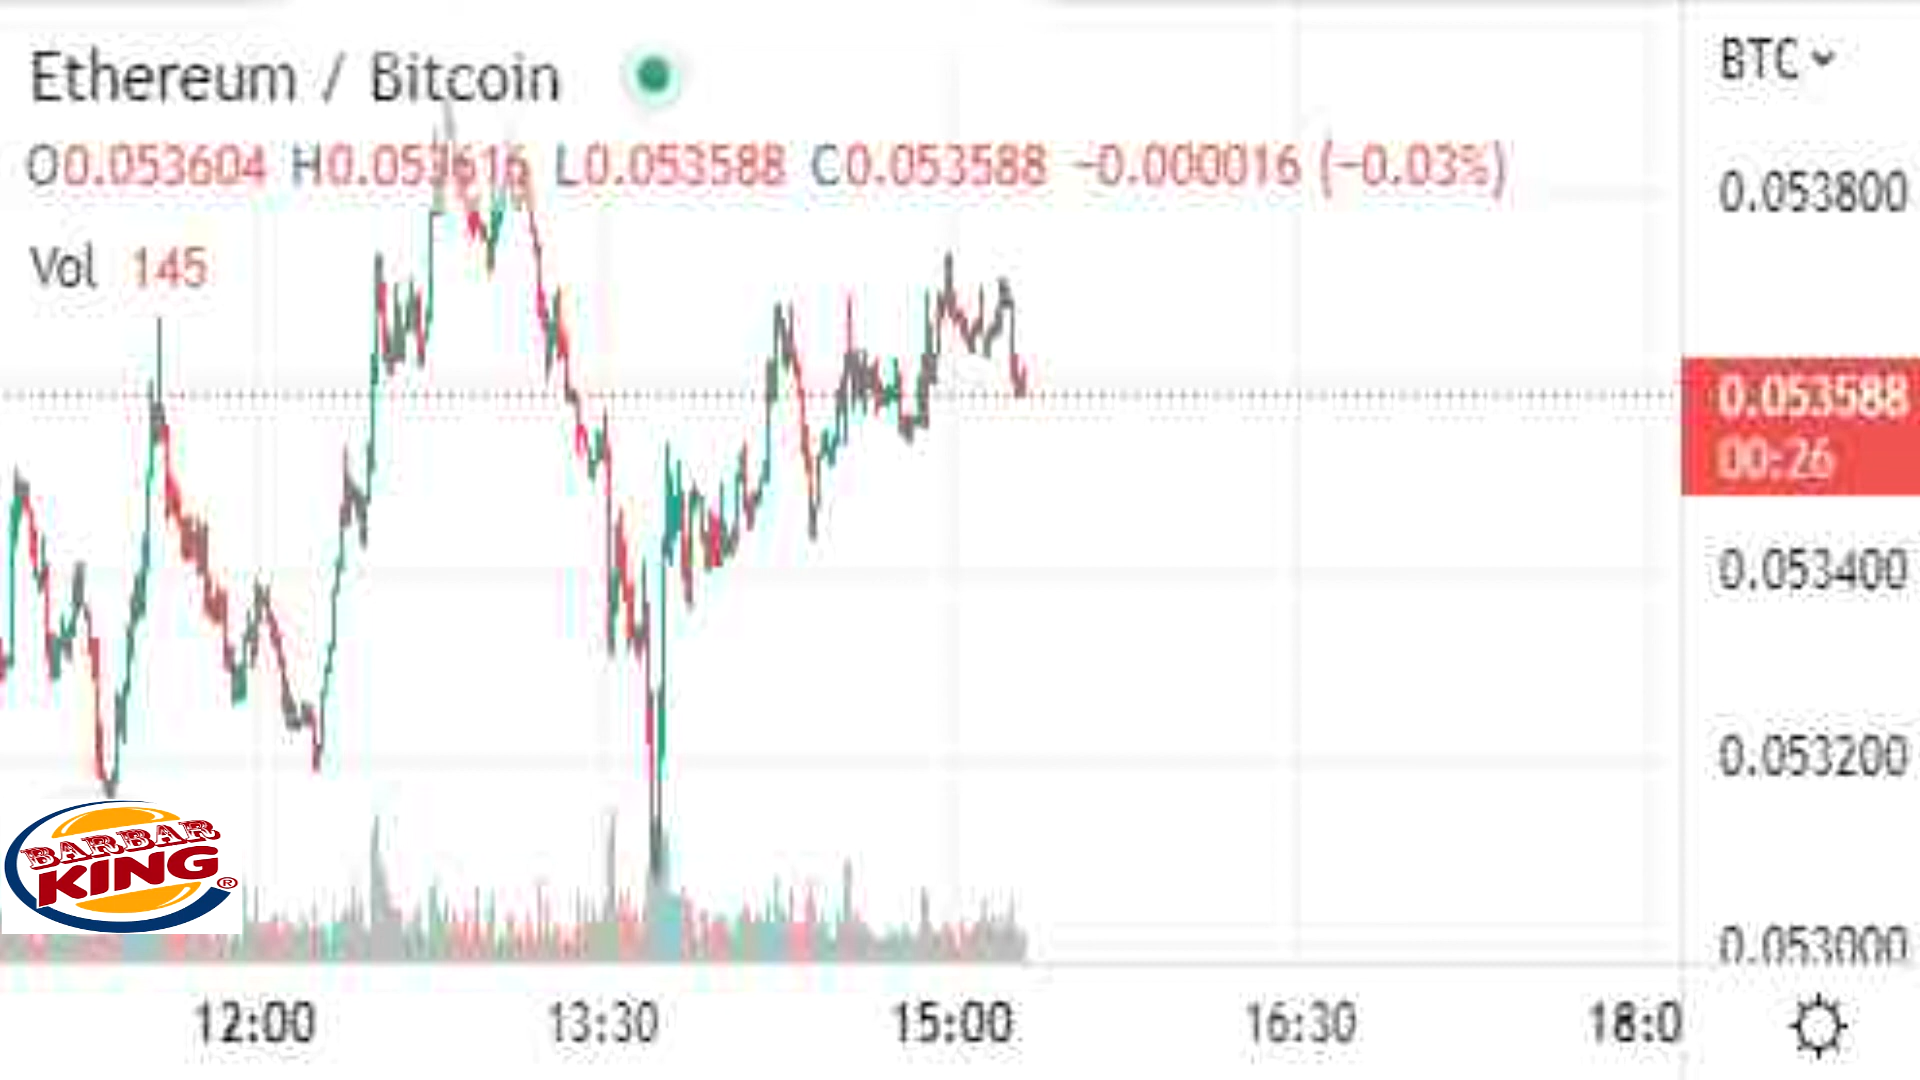 Ethereum / Bitcoin
BTC
O0.053604 H0.053616 L0.053588 C0.053588 −0.000016 (−0.03%)
0.053800
Vol 145
0.053588
00:26
0.053400
0.053200
BARBAR
KING®
0.053000
12:00 13:30 15:00 16:30 18:0